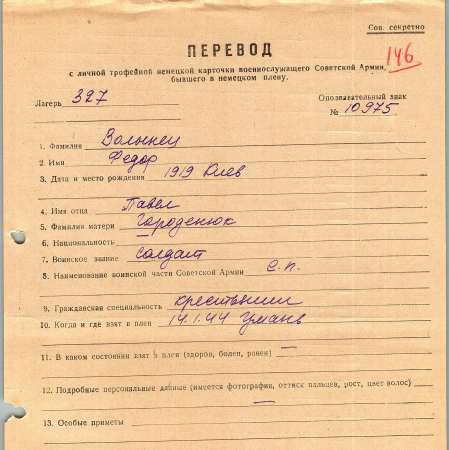 Сов. секретно
146
ПЕРЕВОД
с личной трофейной немецкой карточки военнослужащего Советской Армии,
бывшего в немецком плену.
Лагерь 327
Опознавательный знак
№ 10975
1. Фамилия Волынец
2. Имя Федор
3. Дата и место рождения 1919 Киев
4. Имя отца Павел
5. Фамилия матери Городенюк
6. Национальность —
7. Воинское звание солдат
8. Наименование воинской части Советской Армии с.п.
9. Гражданская специальность крестьянин
10. Когда и где взят в плен 14.1.44 Умань
11. В каком состоянии взят в плен (здоров, болен, ранен) —
12. Подробные персональные данные (имеется фотография, оттиск пальцев, рост, цвет волос)
—
13. Особые приметы